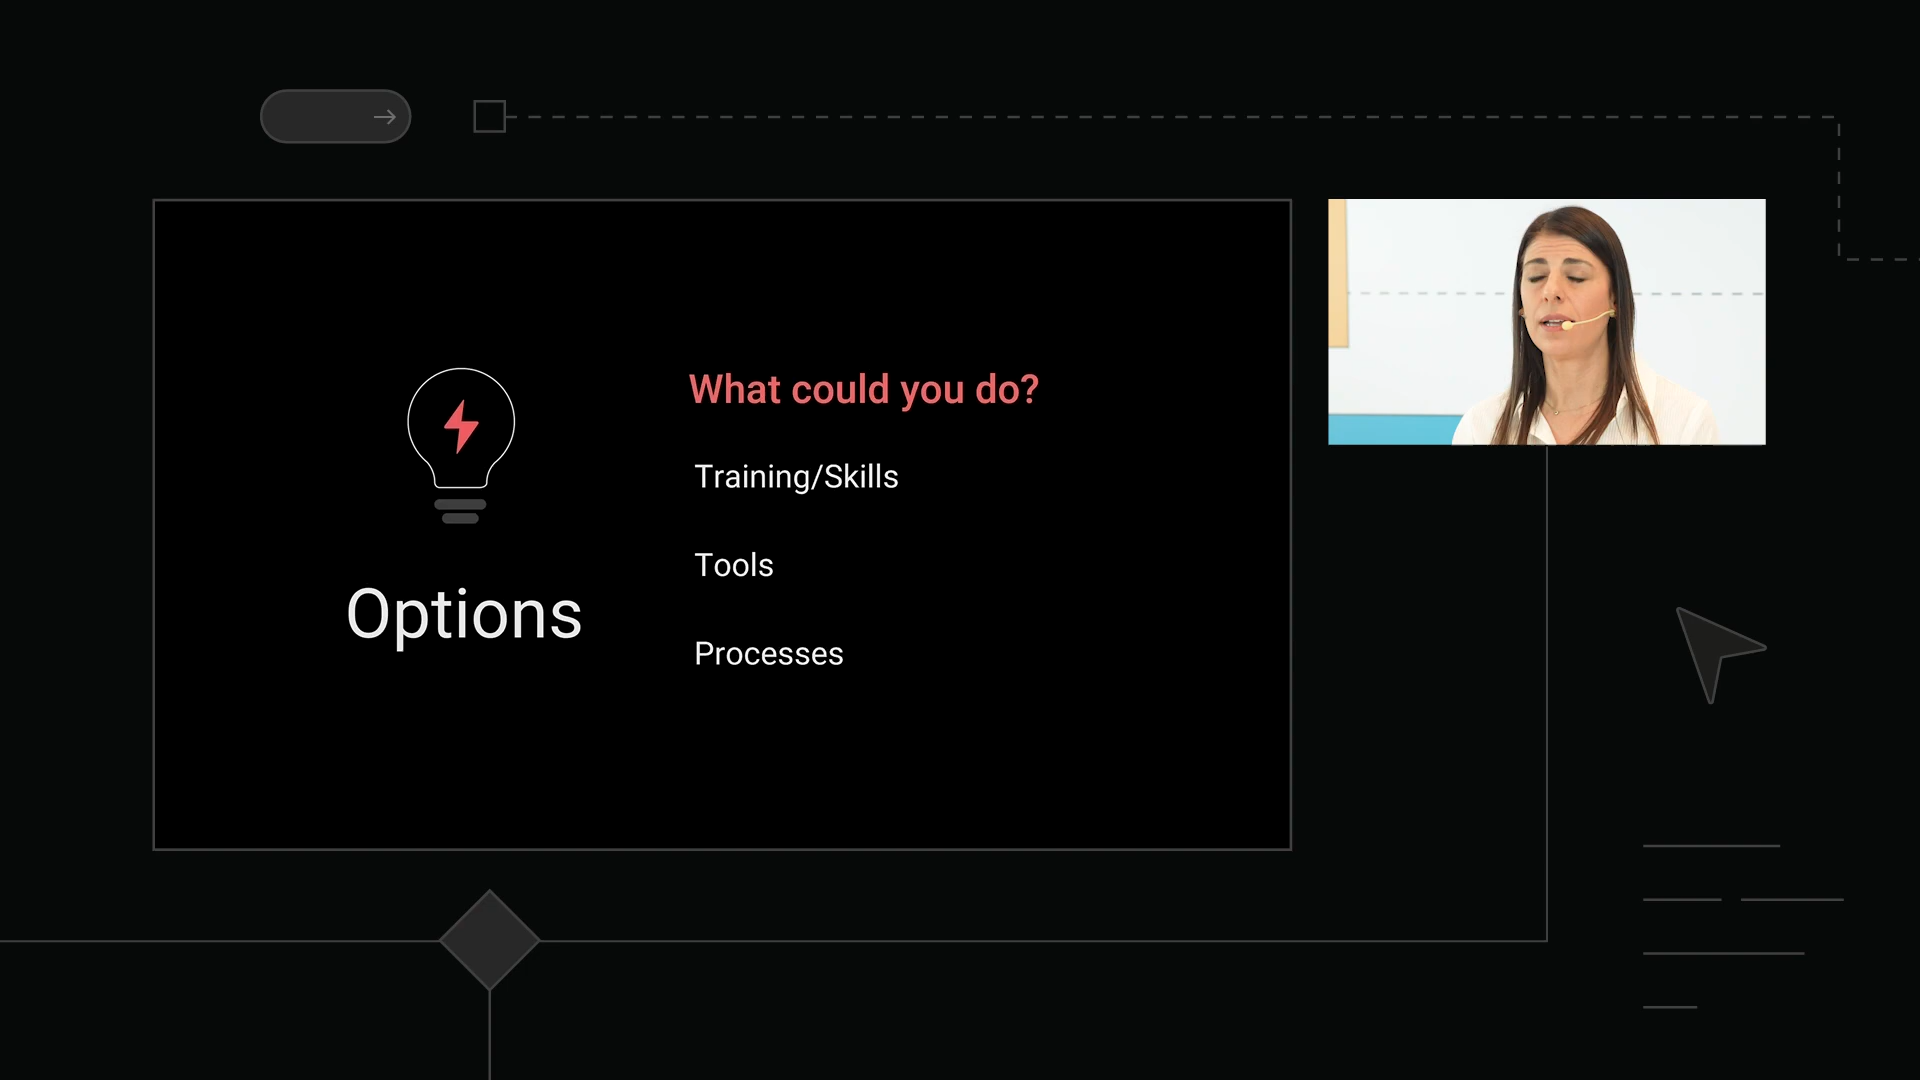 What could you do?
Training/Skills
Tools
Processes
Options